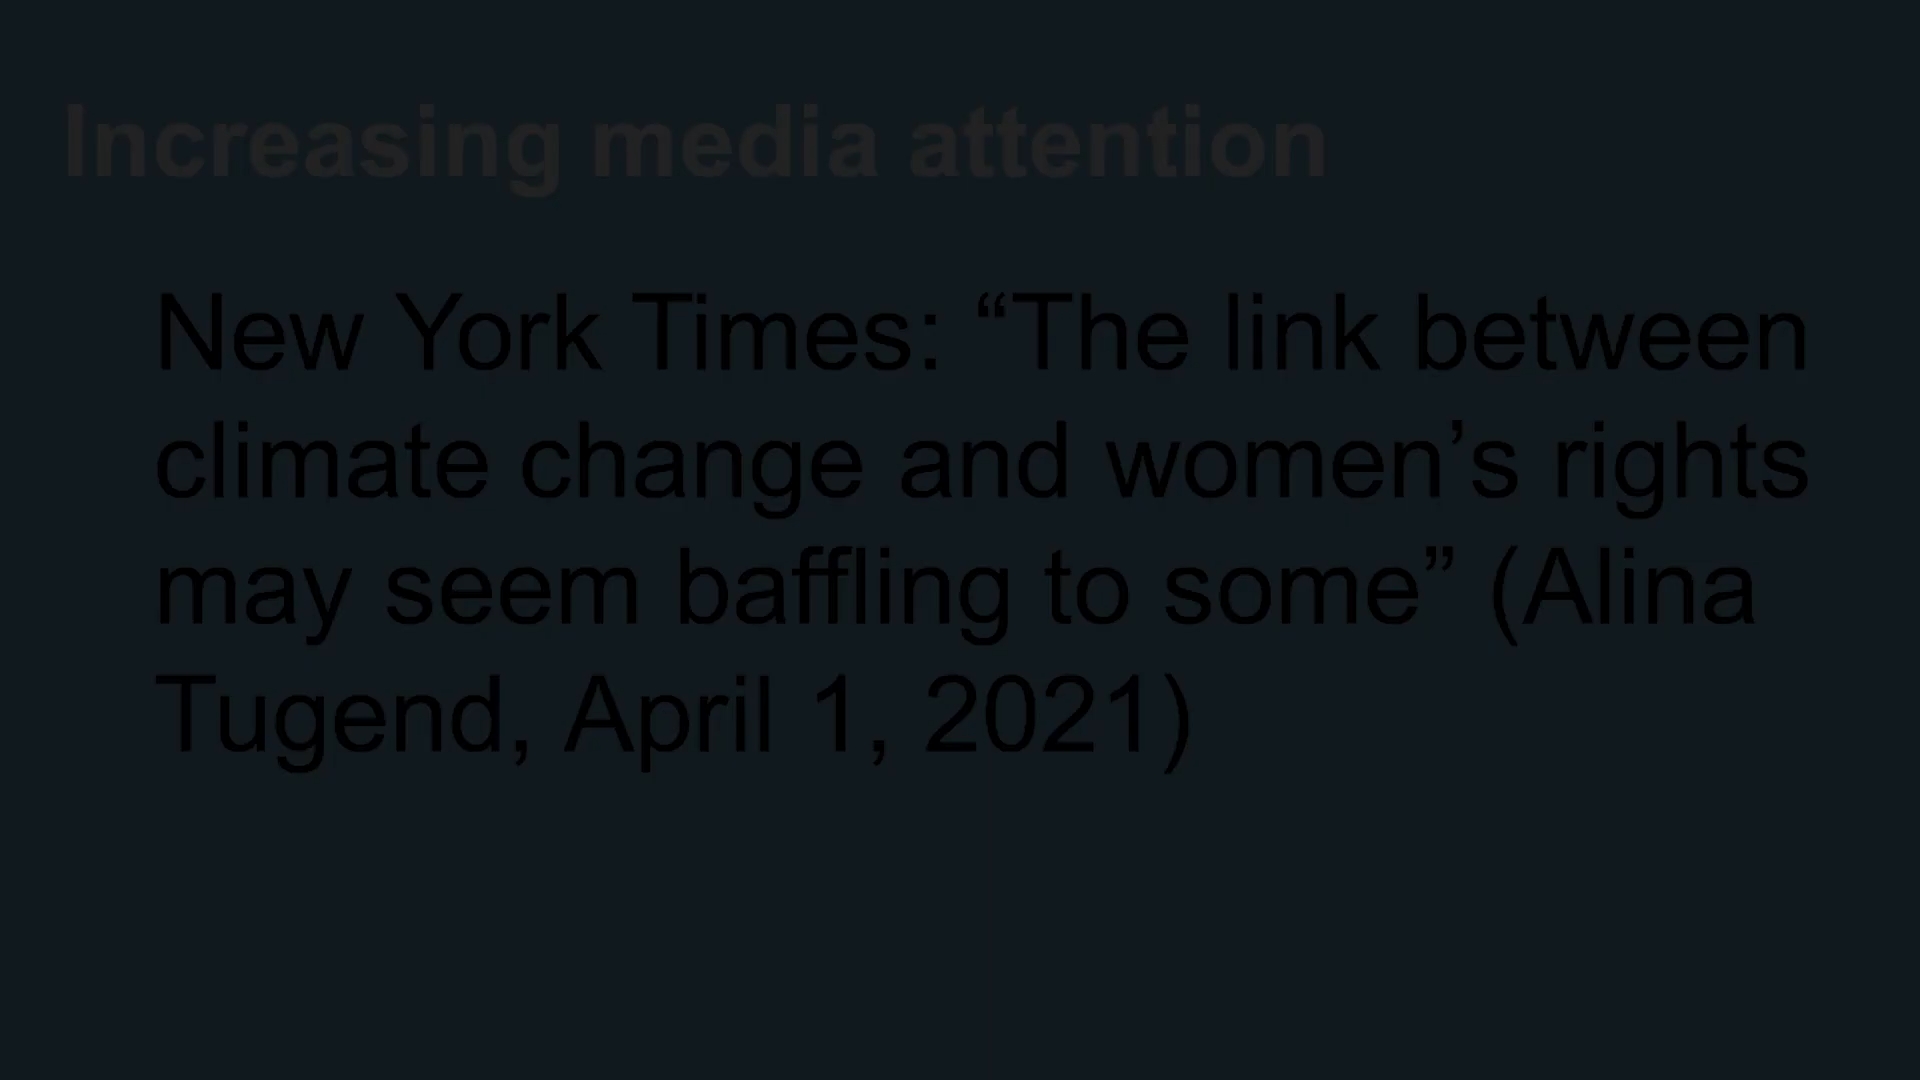 Increasing media attention
New York Times: “The link between
climate change and women’s rights
may seem baffling to some” (Alina
Tugend, April 1, 2021)